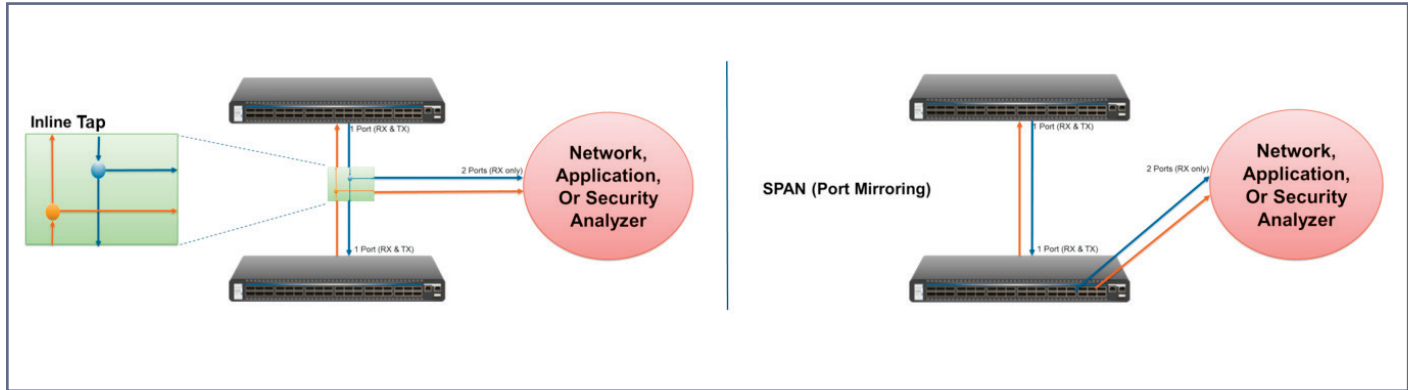 Inline Tap
1 Port (RX & TX)
2 Ports (RX only)
1 Port (RX & TX)
Network,
Application,
Or Security
Analyzer
SPAN (Port Mirroring)
1 Port (RX & TX)
1 Port (RX & TX)
2 Ports (RX only)
Network,
Application,
Or Security
Analyzer